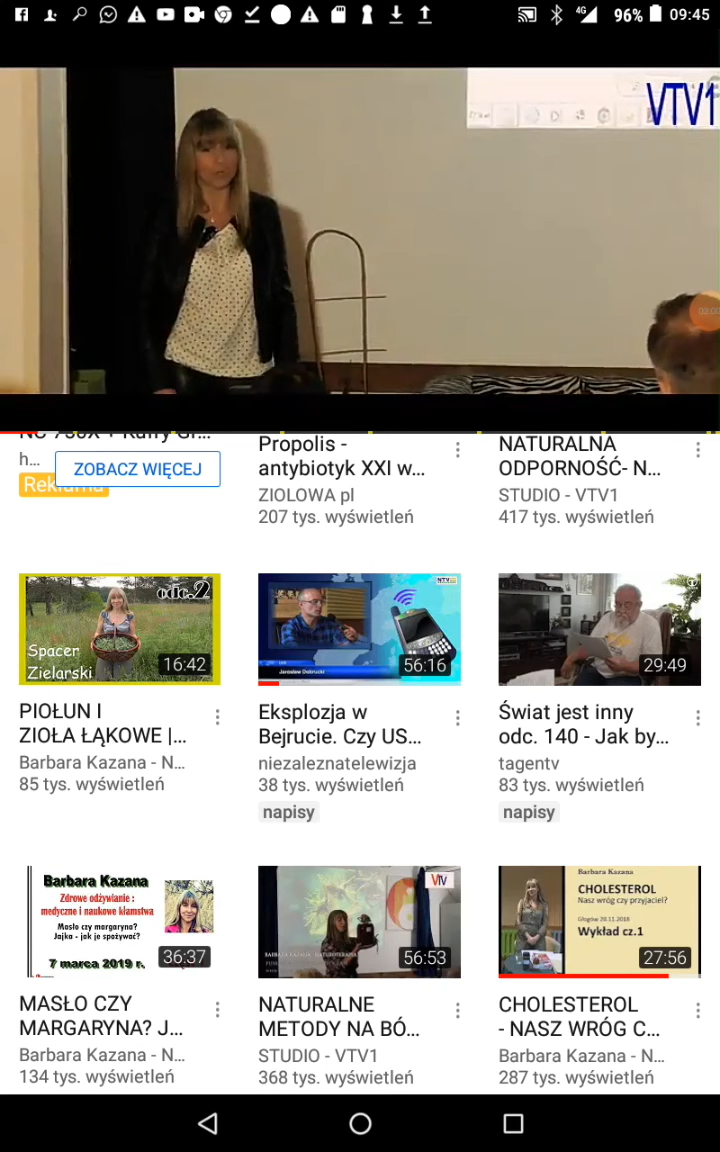 4G
96%
09:45
VTV1
ZOBACZ WIĘCEJ
h...
Reklama
Propolis -
antybiotyk XXI w...
ZIOLOWA pl
207 tys. wyświetleń
NATURALNA
ODPORNOŚĆ- N...
STUDIO - VTV1
417 tys. wyświetleń
odc.2
Spacer
Zielarski
16:42
PIOŁUN I
ZIOŁA ŁĄKOWE |...
Barbara Kazana - N...
85 tys. wyświetleń
NTV
Jarosław Dobrucki
56:16
Eksplozja w
Bejrucie. Czy US...
niezaleznatelewizja
38 tys. wyświetleń
napisy
29:49
Świat jest inny
odc. 140 - Jak by...
tagentv
83 tys. wyświetleń
napisy
Barbara Kazana
Zdrowe odżywianie :
medyczne i naukowe kłamstwa
Masło czy margaryna?
Jajka - jak je spożywać?
7 marca 2019 r.
36:37
MASŁO CZY
MARGARYNA? J...
Barbara Kazana - N...
134 tys. wyświetleń
VTV
56:53
NATURALNE
METODY NA BÓ...
STUDIO - VTV1
368 tys. wyświetleń
Barbara Kazana
CHOLESTEROL
Nasz wróg czy przyjaciel?
Głogów 20.11.2018
Wykład cz.1
27:56
CHOLESTEROL
- NASZ WRÓG C...
Barbara Kazana - N...
287 tys. wyświetleń